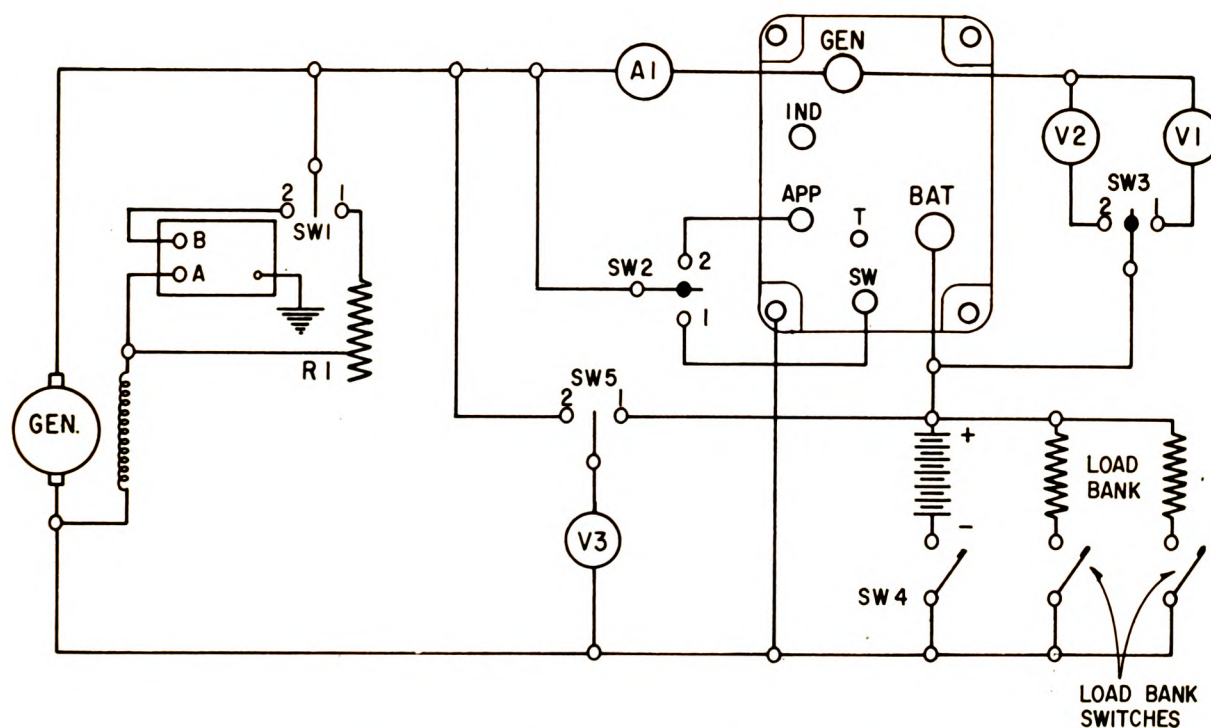 A1
GEN
IND
V2
V1
SW3
2
1
2
1
SW1
B
A
APP
T
BAT
SW2
2
1
SW
R1
GEN.
SW5
2
1
+
-
LOAD
BANK
V3
SW4
LOAD BANK
SWITCHES